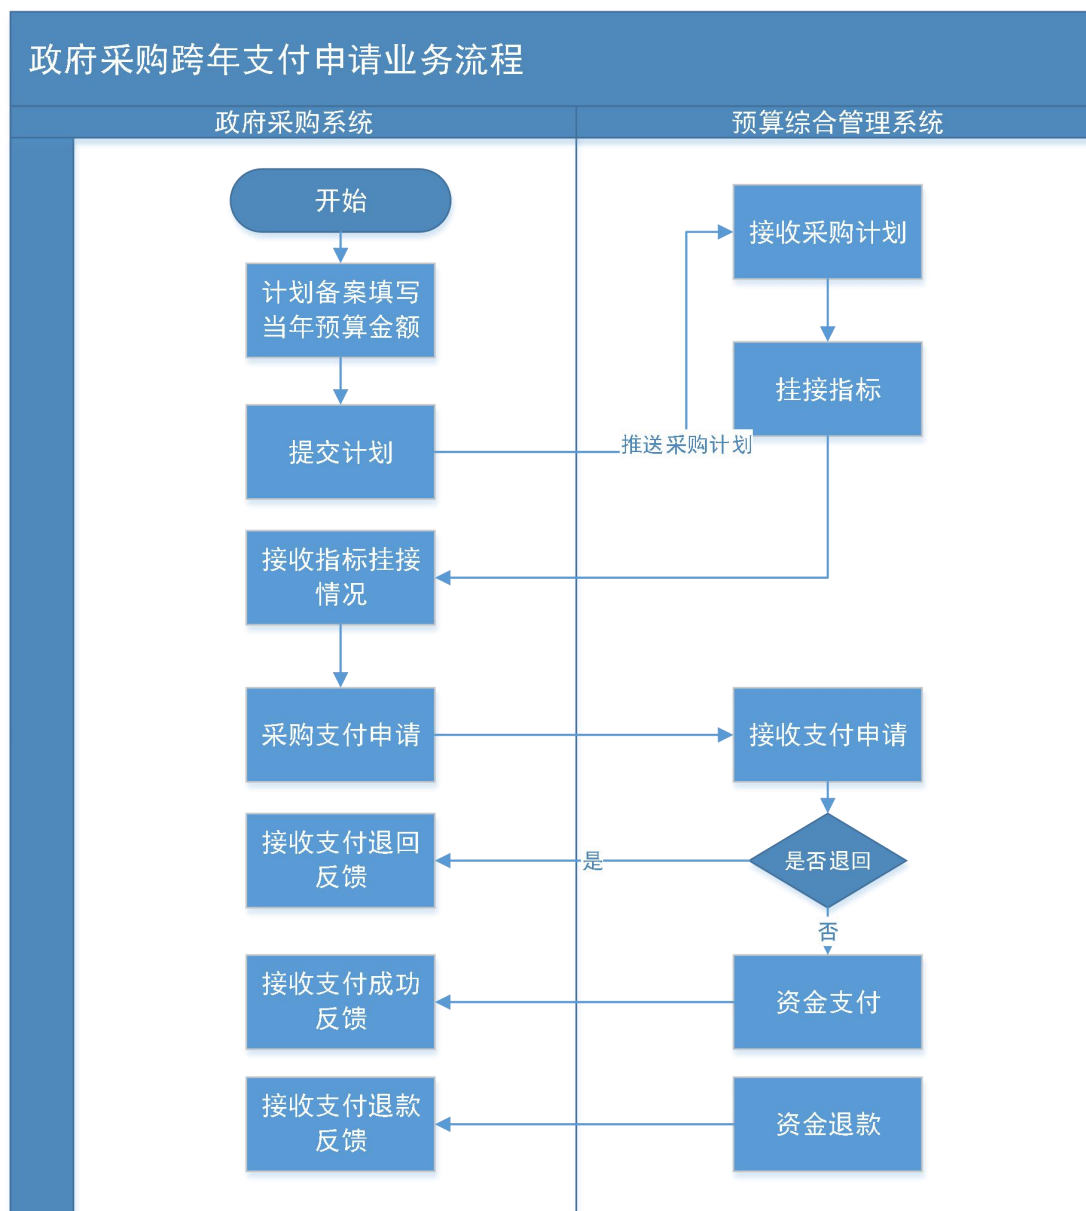 政府采购跨年支付申请业务流程
政府采购系统
预算综合管理系统
开始
接收采购计划
计划备案填写
当年预算金额
挂接指标
提交计划
推送采购计划
接收指标挂接
情况
采购支付申请
接收支付申请
接收支付退回
反馈
是
是否退回
否
接收支付成功
反馈
资金支付
接收支付退款
反馈
资金退款